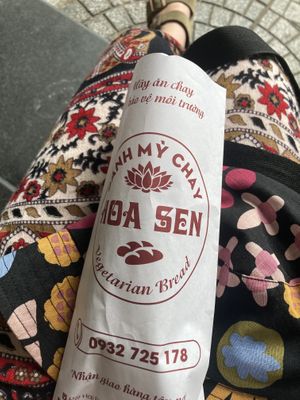 Hãy ăn chay
bảo vệ môi trường
BÁNH MỲ CHAY
HOA SEN
Vegetarian Bread
0932 725 178
Nhận giao hàng